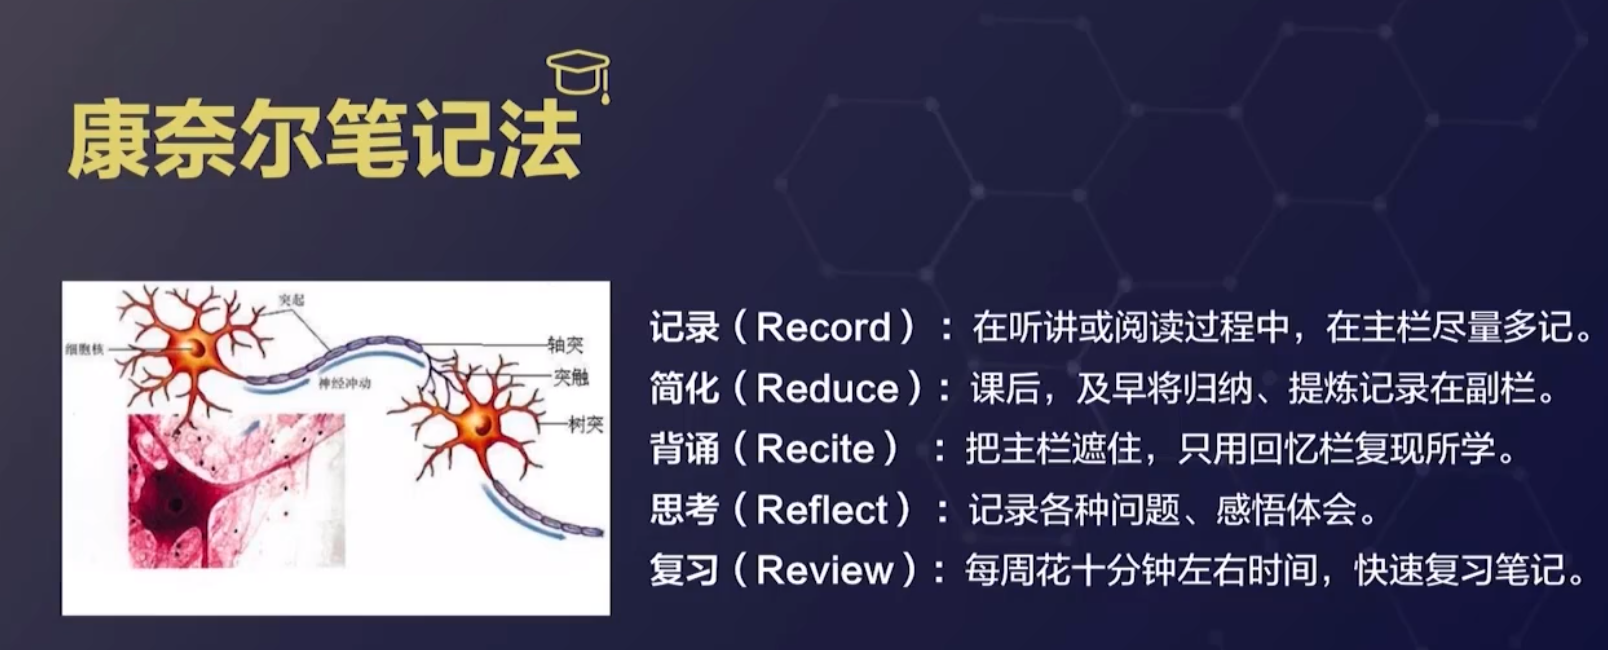 康奈尔笔记法
突起
细胞核
神经冲动
轴突
突触
树突
记录（Record）：在听讲或阅读过程中，在主栏尽量多记。
简化（Reduce）：课后，及早将归纳、提炼记录在副栏。
背诵（Recite）：把主栏遮住，只用回忆栏复现所学。
思考（Reflect）：记录各种问题、感悟体会。
复习（Review）：每周花十分钟左右时间，快速复习笔记。